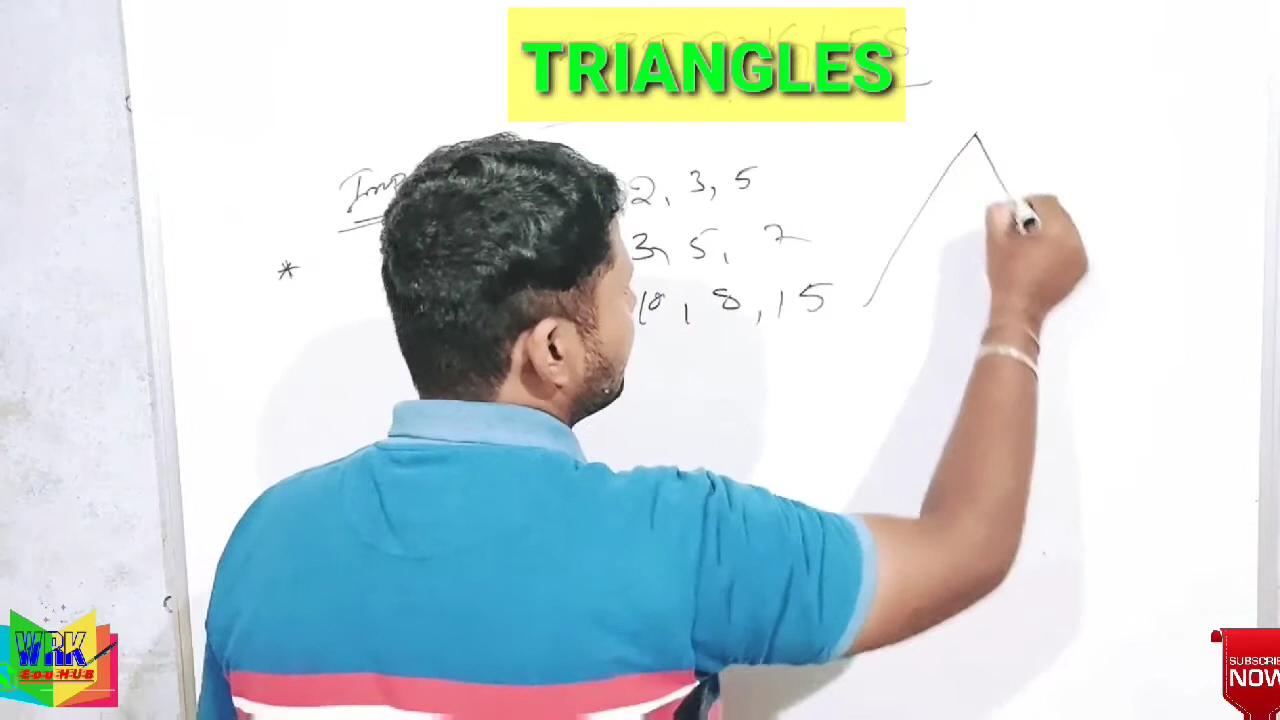 TRIANGLES
2, 3, 5
*
3, 5, 7
10, 8, 15
WRK
EDU HUB
SUBSCRIBE
NOW